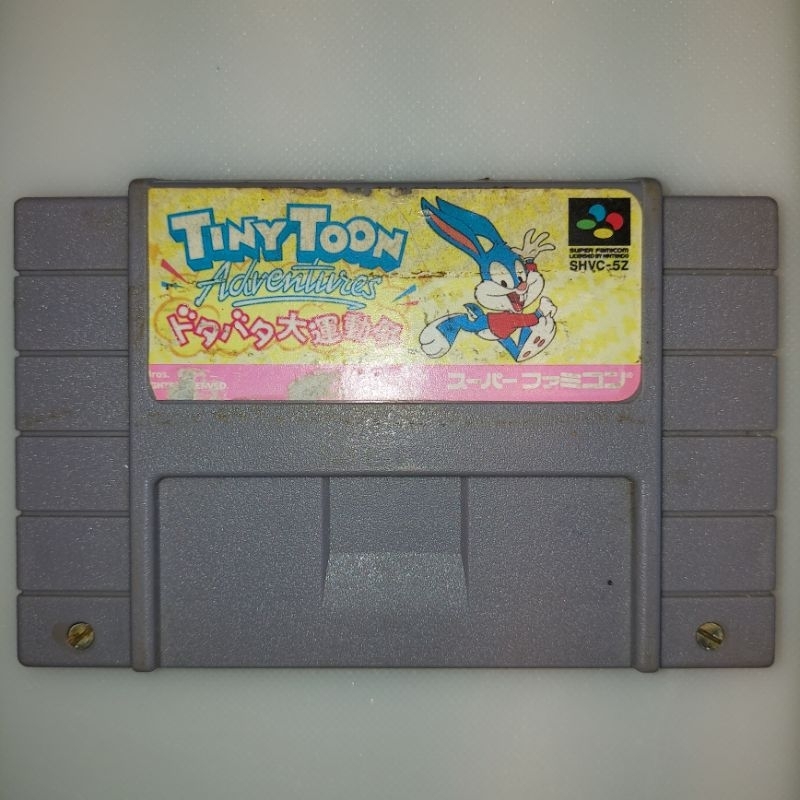 TINY TOON
Adventures
ドタバタ大運動会
SUPER FAMICOM
LICENSED BY NINTENDO
SHVC-5Z
ros.
スーパーファミコン